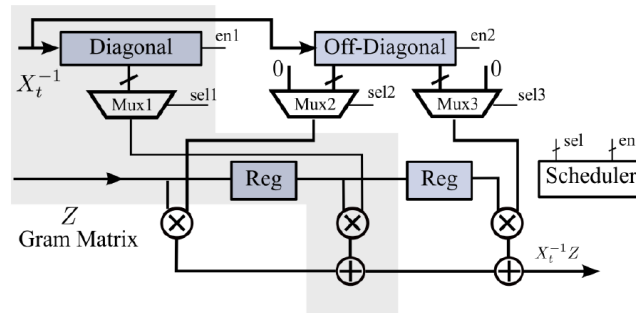 Diagonal
en1
Off-Diagonal
en2
X_t^{-1}
0
0
Mux1
sel1
Mux2
sel2
Mux3
sel3
sel
en
Reg
Reg
Scheduler
Z
Gram Matrix
×
×
×
+
+
X_t^{-1}Z